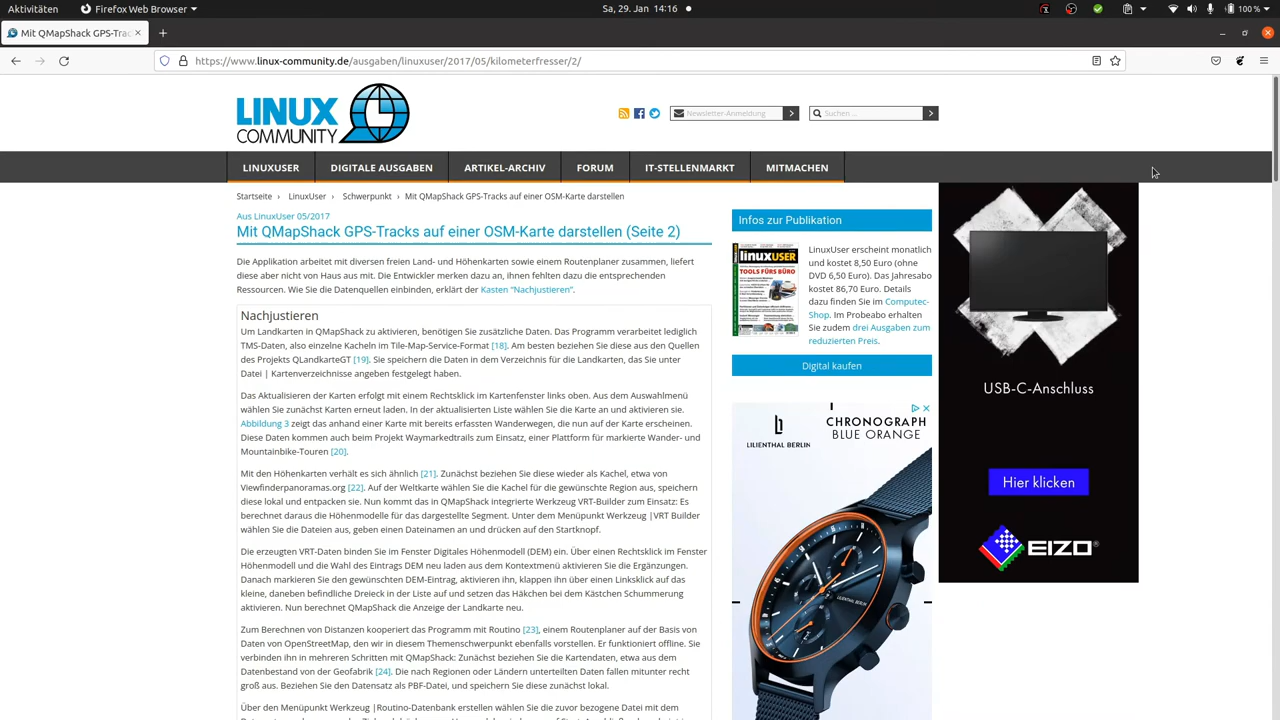 Aktivitäten
Firefox Web Browser
Sa, 29. Jan 14:16
100 %
Mit QMapShack GPS-Trac
https://www.linux-community.de/ausgaben/linuxuser/2017/05/kilometerfresser/2/
LINUX
COMMUNITY
Newsletter-Anmeldung
Suchen ...
LINUXUSER
DIGITALE AUSGABEN
ARTIKEL-ARCHIV
FORUM
IT-STELLENMARKT
MITMACHEN
Startseite › LinuxUser › Schwerpunkt › Mit QMapShack GPS-Tracks auf einer OSM-Karte darstellen
Aus LinuxUser 05/2017
Mit QMapShack GPS-Tracks auf einer OSM-Karte darstellen (Seite 2)
Die Applikation arbeitet mit diversen freien Land- und Höhenkarten sowie einem Routenplaner zusammen, liefert
diese aber nicht von Haus aus mit. Die Entwickler merken dazu an, ihnen fehlten dazu die entsprechenden
Ressourcen. Wie Sie die Datenquellen einbinden, erklärt der Kasten “Nachjustieren”.
Nachjustieren
Um Landkarten in QMapShack zu aktivieren, benötigen Sie zusätzliche Daten. Das Programm verarbeitet lediglich
TMS-Daten, also einzelne Kacheln im Tile-Map-Service-Format [18]. Am besten beziehen Sie diese aus den Quellen
des Projekts QLandkarteGT [19]. Sie speichern die Daten in dem Verzeichnis für die Landkarten, das Sie unter
Datei | Kartenverzeichnisse angeben festgelegt haben.
Das Aktualisieren der Karten erfolgt mit einem Rechtsklick im Kartenfenster links oben. Aus dem Auswahlmenü
wählen Sie zunächst Karten erneut laden. In der aktualisierten Liste wählen Sie die Karte an und aktivieren sie.
Abbildung 3 zeigt das anhand einer Karte mit bereits erfassten Wanderwegen, die nun auf der Karte erscheinen.
Diese Daten kommen auch beim Projekt Waymarkedtrails zum Einsatz, einer Plattform für markierte Wander- und
Mountainbike-Touren [20].
Mit den Höhenkarten verhält es sich ähnlich [21]. Zunächst beziehen Sie diese wieder als Kachel, etwa von
Viewfinderpanoramas.org [22]. Auf der Weltkarte wählen Sie die Kachel für die gewünschte Region aus, speichern
diese lokal und entpacken sie. Nun kommt das in QMapShack integrierte Werkzeug VRT-Builder zum Einsatz: Es
berechnet daraus die Höhenmodelle für das dargestellte Segment. Unter dem Menüpunkt Werkzeug |VRT Builder
wählen Sie die Dateien aus, geben einen Dateinamen an und drücken auf den Startknopf.
Die erzeugten VRT-Daten binden Sie im Fenster Digitales Höhenmodell (DEM) ein. Über einen Rechtsklick im Fenster
Höhenmodell und die Wahl des Eintrags DEM neu laden aus dem Kontextmenü aktivieren Sie die Ergänzungen.
Danach markieren Sie den gewünschten DEM-Eintrag, aktivieren ihn, klappen ihn über einen Linksklick auf das
kleine, daneben befindliche Dreieck in der Liste auf und setzen das Häkchen bei dem Kästchen Schummerung
aktivieren. Nun berechnet QMapShack die Anzeige der Landkarte neu.
Zum Berechnen von Distanzen kooperiert das Programm mit Routino [23], einem Routenplaner auf der Basis von
Daten von OpenStreetMap, den wir in diesem Themenschwerpunkt ebenfalls vorstellen. Er funktioniert offline. Sie
verbinden ihn in mehreren Schritten mit QMapShack: Zunächst beziehen Sie die Kartendaten, etwa aus dem
Datenbestand von der Geofabrik [24]. Die nach Regionen oder Ländern unterteilten Daten fallen mitunter recht
groß aus. Beziehen Sie den Datensatz als PBF-Datei, und speichern Sie diese zunächst lokal.
Über den Menüpunkt Werkzeug |Routino-Datenbank erstellen wählen Sie die zuvor bezogene Datei mit dem
Infos zur Publikation
linuxUSER
TOOLS FÜRS BÜRO
LinuxUser erscheint monatlich
und kostet 8,50 Euro (ohne
DVD 6,50 Euro). Das Jahresabo
kostet 86,70 Euro. Details
dazu finden Sie im Computec-
Shop. Im Probeabo erhalten
Sie zudem drei Ausgaben zum
reduzierten Preis.
Digital kaufen
LILIENTHAL BERLIN
CHRONOGRAPH
BLUE ORANGE
LILIENTHAL BERLIN
USB-C-Anschluss
Hier klicken
EIZO